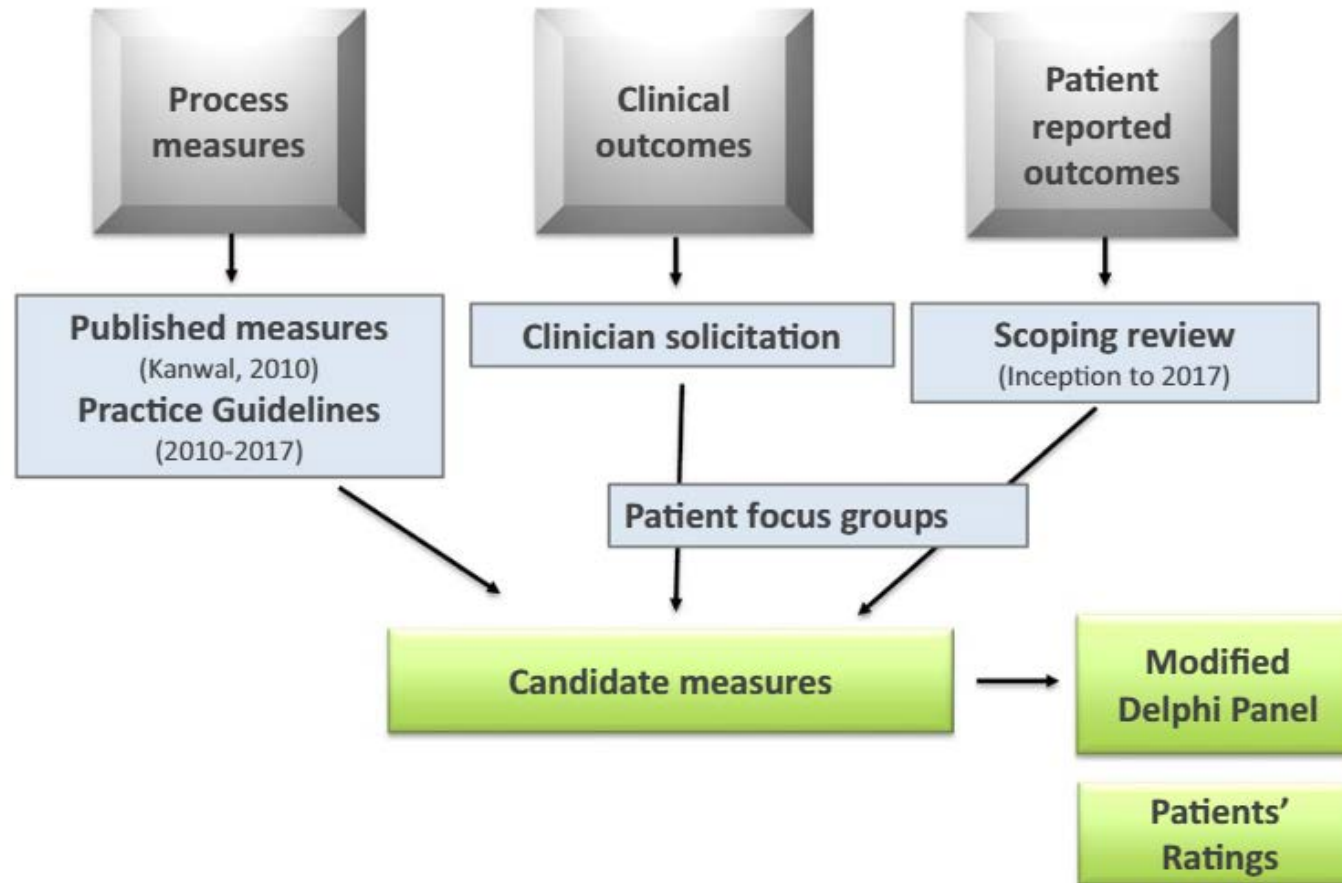 Process
measures
Clinical
outcomes
Patient
reported
outcomes
Published measures
(Kanwal, 2010)
Practice Guidelines
(2010-2017)
Clinician solicitation
Scoping review
(Inception to 2017)
Patient focus groups
Candidate measures
Modified
Delphi Panel
Patients’
Ratings